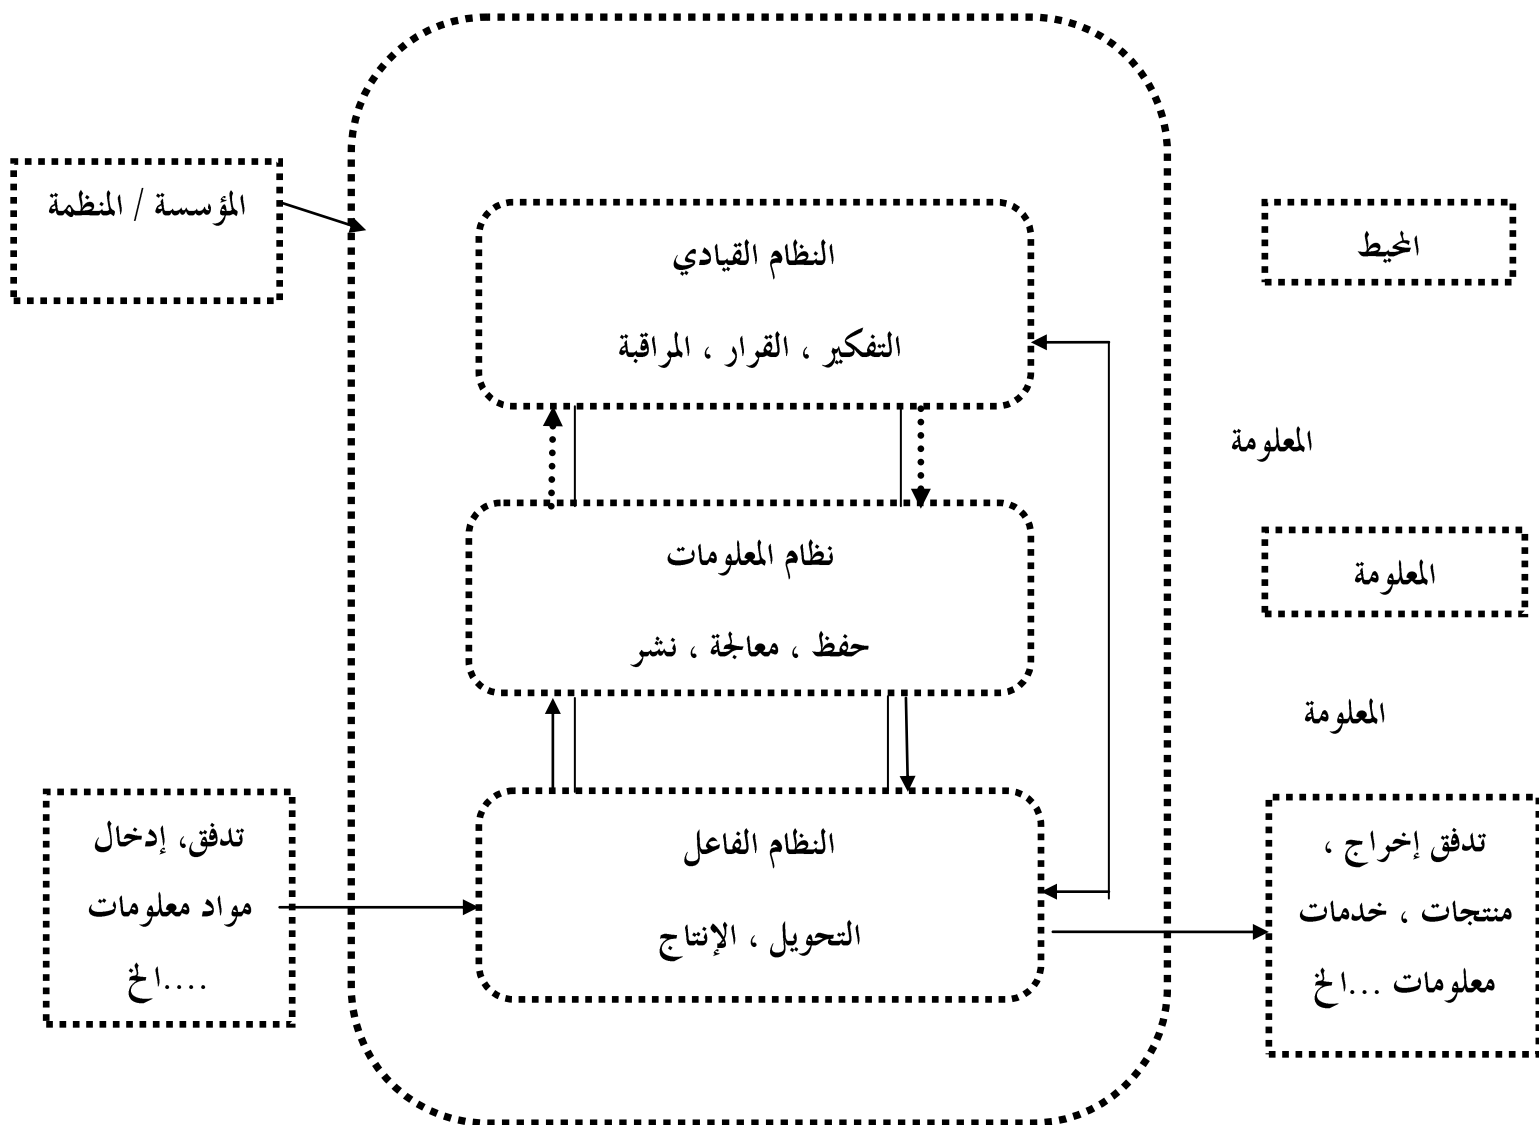 المؤسسة / المنظمة
النظام القيادي
التفكير ، القرار ، المراقبة
المحيط
المعلومة
نظام المعلومات
حفظ ، معالجة ، نشر
المعلومة
المعلومة
النظام الفاعل
التحويل ، الإنتاج
تدفق إخراج ،
منتجات ، خدمات
معلومات ...الخ
تدفق، إدخال
مواد معلومات
....الخ